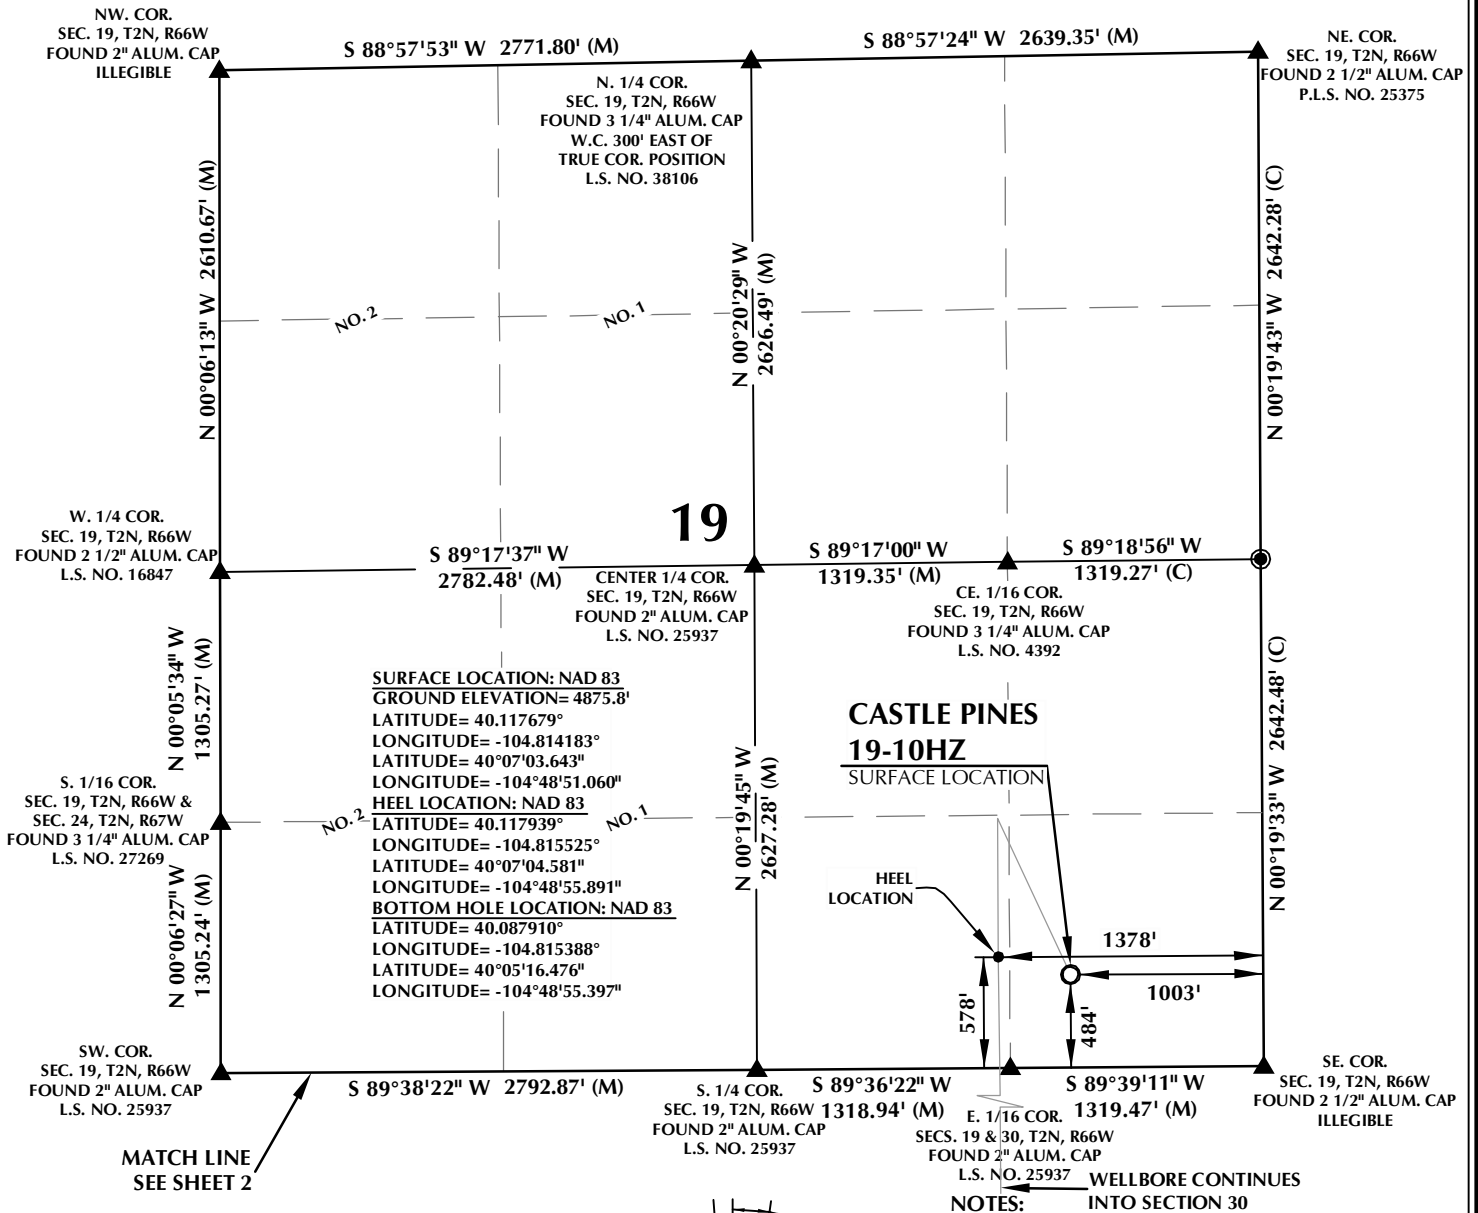 NW. COR.
SEC. 19, T2N, R66W
FOUND 2" ALUM. CAP
ILLEGIBLE
S 88°57'53" W 2771.80' (M)
S 88°57'24" W 2639.35' (M)
NE. COR.
SEC. 19, T2N, R66W
FOUND 2 1/2" ALUM. CAP
P.L.S. NO. 25375
N. 1/4 COR.
SEC. 19, T2N, R66W
FOUND 3 1/4" ALUM. CAP
W.C. 300' EAST OF
TRUE COR. POSITION
L.S. NO. 38106
N 00°06'13" W 2610.67' (M)
N 00°20'29" W
2626.49' (M)
N 00°19'43" W 2642.28' (C)
NO. 2
NO. 1
19
W. 1/4 COR.
SEC. 19, T2N, R66W
FOUND 2 1/2" ALUM. CAP
L.S. NO. 16847
S 89°17'37" W
2782.48' (M)
S 89°17'00" W
1319.35' (M)
S 89°18'56" W
1319.27' (C)
CENTER 1/4 COR.
SEC. 19, T2N, R66W
FOUND 2" ALUM. CAP
L.S. NO. 25937
CE. 1/16 COR.
SEC. 19, T2N, R66W
FOUND 3 1/4" ALUM. CAP
L.S. NO. 4392
N 00°05'34" W
1305.27' (M)
SURFACE LOCATION: NAD 83
GROUND ELEVATION= 4875.8'
LATITUDE= 40.117679°
LONGITUDE= -104.814183°
LATITUDE= 40°07'03.643"
LONGITUDE= -104°48'51.060"
HEEL LOCATION: NAD 83
LATITUDE= 40.117939°
LONGITUDE= -104.815525°
LATITUDE= 40°07'04.581"
LONGITUDE= -104°48'55.891"
BOTTOM HOLE LOCATION: NAD 83
LATITUDE= 40.087910°
LONGITUDE= -104.815388°
LATITUDE= 40°05'16.476"
LONGITUDE= -104°48'55.397"
CASTLE PINES
19-10HZ
SURFACE LOCATION
N 00°19'45" W
2627.28' (M)
N 00°19'33" W 2642.48' (C)
S. 1/16 COR.
SEC. 19, T2N, R66W &
SEC. 24, T2N, R67W
FOUND 3 1/4" ALUM. CAP
L.S. NO. 27269
NO. 2
NO. 1
N 00°06'27" W
1305.24' (M)
HEEL
LOCATION
1378'
1003'
578'
484'
SW. COR.
SEC. 19, T2N, R66W
FOUND 2" ALUM. CAP
L.S. NO. 25937
S 89°38'22" W 2792.87' (M)
S. 1/4 COR.
SEC. 19, T2N, R66W
FOUND 2" ALUM. CAP
L.S. NO. 25937
S 89°36'22" W
1318.94' (M)
S 89°39'11" W
1319.47' (M)
SE. COR.
SEC. 19, T2N, R66W
FOUND 2 1/2" ALUM. CAP
ILLEGIBLE
E. 1/16 COR.
SECS. 19 & 30, T2N, R66W
FOUND 2" ALUM. CAP
L.S. NO. 25937
MATCH LINE
SEE SHEET 2
WELLBORE CONTINUES
INTO SECTION 30
NOTES: